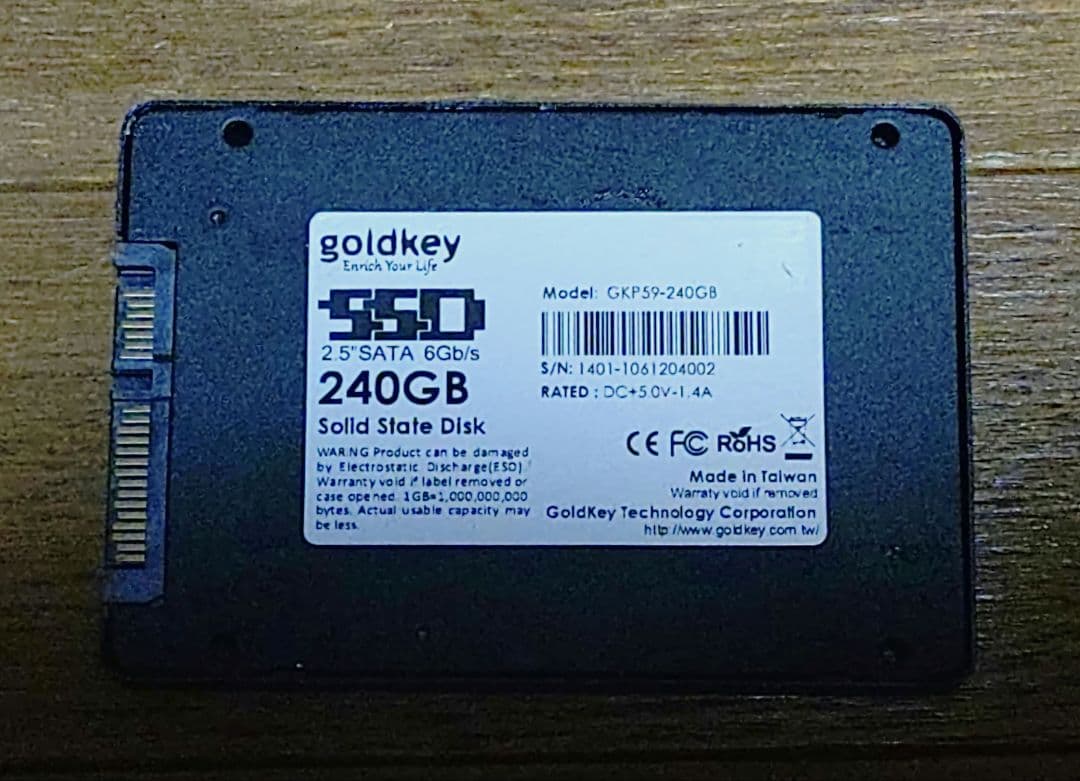 goldkey
Enrich Your Life
SSD
2.5"SATA 6Gb/s
240GB
Solid State Disk
WARING Product can be damaged
by Electrostatic Discharge(ESD).
Warranty void if label removed or
case opened. 1GB=1,000,000,000
bytes. Actual usable capacity may
be less.
Model: GKP59-240GB
S/N: 1401-1061204002
RATED : DC+5.0V-1.4A
CE FC RoHS
Made in Taiwan
Warraty void if removed
GoldKey Technology Corporation
http://www.goldkey.com.tw/